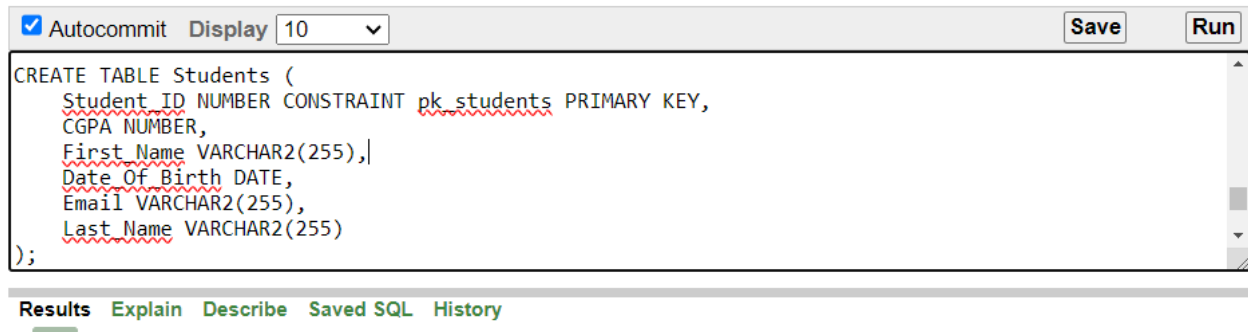 Autocommit Display 10 Save Run
CREATE TABLE Students (
Student_ID NUMBER CONSTRAINT pk_students PRIMARY KEY,
CGPA NUMBER,
First_Name VARCHAR2(255),
Date_Of_Birth DATE,
Email VARCHAR2(255),
Last_Name VARCHAR2(255)
);
Results Explain Describe Saved SQL History